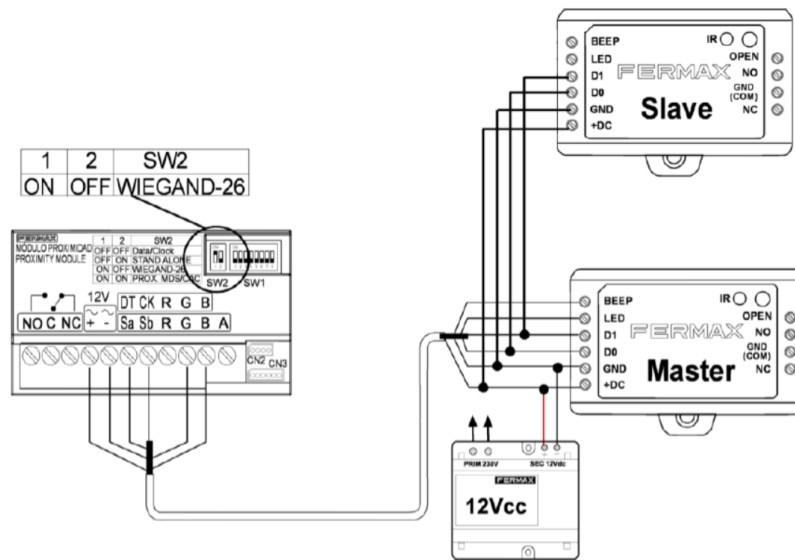 1 2 SW2
ON OFF WIEGAND-26
FERMAX
MÓDULO PROXIMIDAD
PROXIMITY MODULE
1 2 SW2
OFF OFF Data/Clock
OFF ON STAND ALONE
ON OFF WIEGAND-26
ON ON PROX. MDS/CAC
SW2 SW1
12V
DT CK R G B
NO C NC + - Sa Sb R G B A
CN2
CN3
BEEP
LED
D1
D0
GND
+DC
FERMAX
Slave
IR
OPEN
NO
GND
(COM)
NC
BEEP
LED
D1
D0
GND
+DC
FERMAX
Master
IR
OPEN
NO
GND
(COM)
NC
PRIM 230V
+ -
SEC 12Vdc
FERMAX
12Vcc